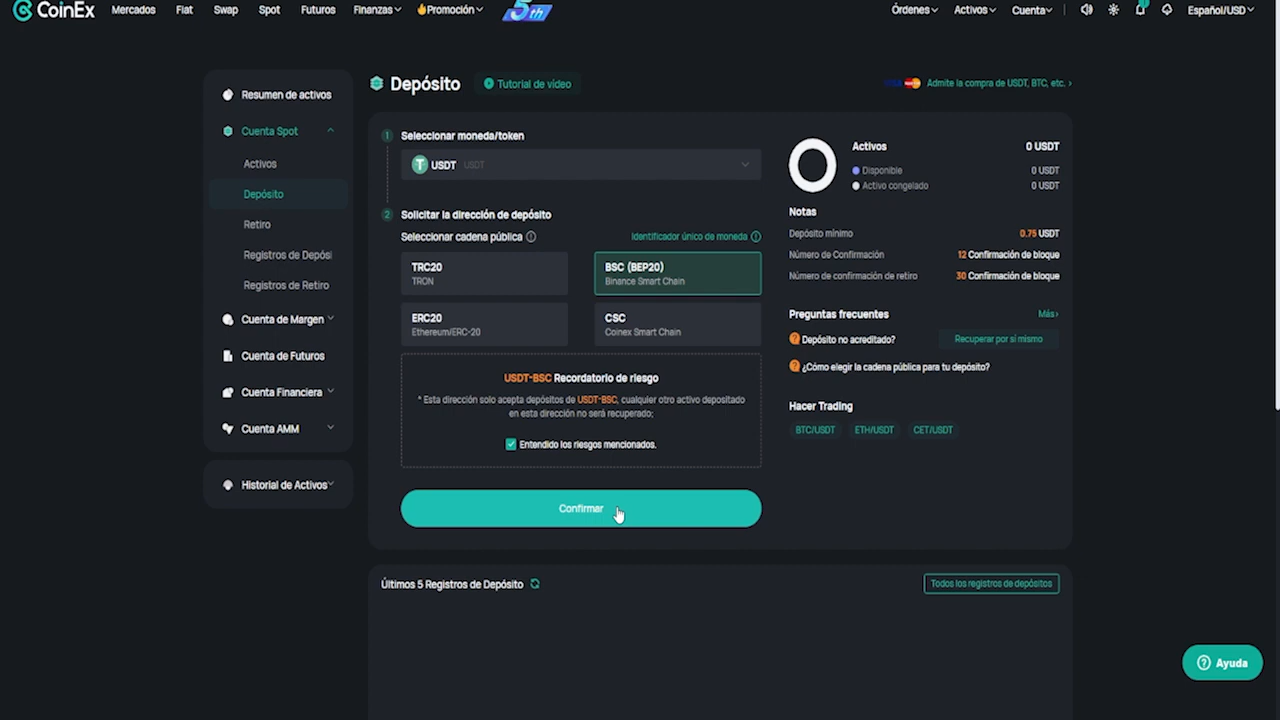 CoinEx
Mercados
Fiat
Swap
Spot
Futuros
Finanzas
Promoción
5th
Órdenes
Activos
Cuenta
Español/USD
Resumen de activos
Cuenta Spot
Activos
Depósito
Retiro
Registros de Depósi
Registros de Retiro
Cuenta de Margen
Cuenta de Futuros
Cuenta Financiera
Cuenta AMM
Historial de Activos
Depósito
Tutorial de vídeo
VISA
Admite la compra de USDT, BTC, etc. ›
1 Seleccionar moneda/token
T USDT USDT
2 Solicitar la dirección de depósito
Seleccionar cadena pública
Identificador único de moneda
TRC20
TRON
BSC (BEP20)
Binance Smart Chain
ERC20
Ethereum/ERC-20
CSC
Coinex Smart Chain
USDT-BSC Recordatorio de riesgo
* Esta dirección solo acepta depósitos de USDT-BSC, cualquier otro activo depositado
en esta dirección no será recuperado;
Entendido los riesgos mencionados.
Confirmar
Activos 0 USDT
Disponible 0 USDT
Activo congelado 0 USDT
Notas
Depósito mínimo 0.75 USDT
Número de Confirmación 12 Confirmación de bloque
Número de confirmación de retiro 30 Confirmación de bloque
Preguntas frecuentes Más›
Depósito no acreditado? Recuperar por sí mismo
¿Cómo elegir la cadena pública para tu depósito?
Hacer Trading
BTC/USDT ETH/USDT CET/USDT
Últimos 5 Registros de Depósito
Todos los registros de depósitos
Ayuda